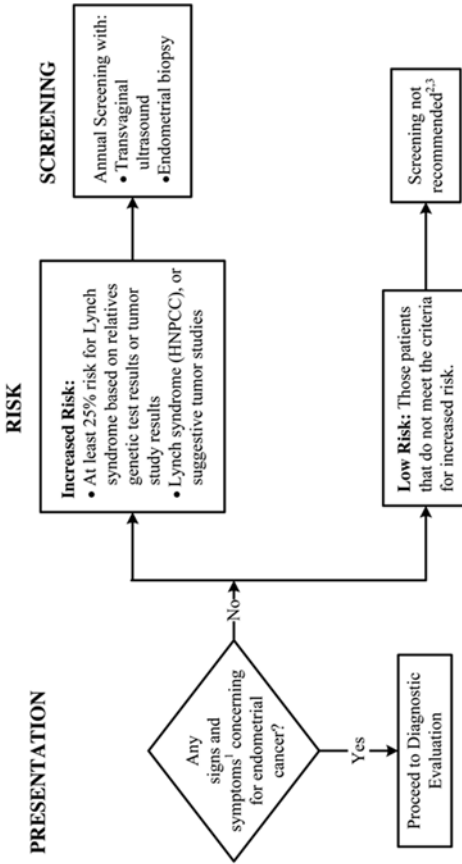 PRESENTATION
RISK
SCREENING
Any
signs and
symptoms¹ concerning
for endometrial
cancer?
No
Yes
Proceed to Diagnostic
Evaluation
Increased Risk:
• At least 25% risk for Lynch
syndrome based on relatives
genetic test results or tumor
study results
• Lynch syndrome (HNPCC), or
suggestive tumor studies
Annual Screening with:
• Transvaginal
ultrasound
• Endometrial biopsy
Low Risk: Those patients
that do not meet the criteria
for increased risk.
Screening not
recommended²,³